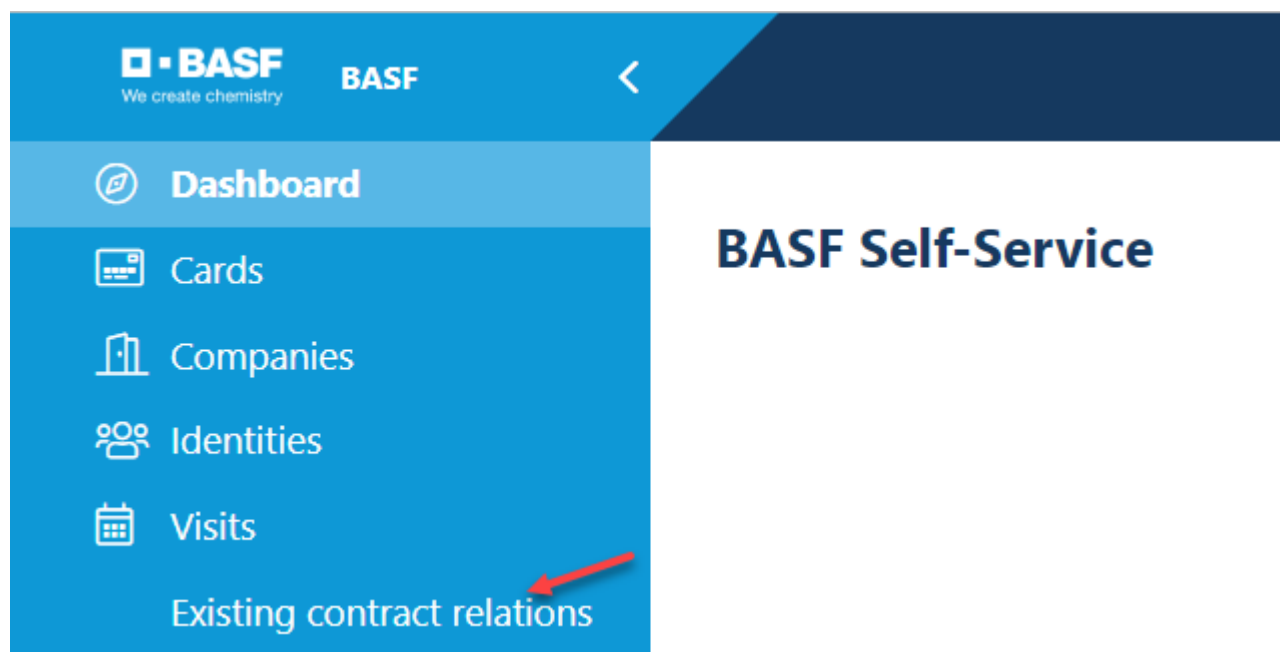 BASF
We create chemistry
BASF
Dashboard
Cards
Companies
Identities
Visits
Existing contract relations
BASF Self-Service